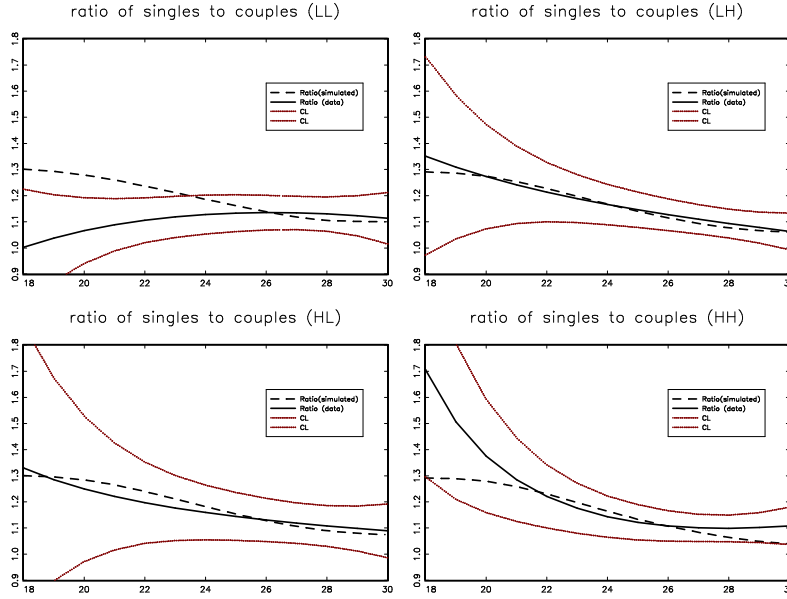 ratio of singles to couples (LL)
1.8
1.7
1.6
1.5
1.4
1.3
1.2
1.1
1.0
0.9
Ratio(simulated)
Ratio (data)
CL
CL
18 20 22 24 26 28 30
ratio of singles to couples (LH)
1.8
1.7
1.6
1.5
1.4
1.3
1.2
1.1
1.0
0.9
Ratio(simulated)
Ratio (data)
CL
CL
18 20 22 24 26 28 30
ratio of singles to couples (HL)
1.8
1.7
1.6
1.5
1.4
1.3
1.2
1.1
1.0
0.9
Ratio(simulated)
Ratio (data)
CL
CL
18 20 22 24 26 28 30
ratio of singles to couples (HH)
1.8
1.7
1.6
1.5
1.4
1.3
1.2
1.1
1.0
0.9
Ratio(simulated)
Ratio (data)
CL
CL
18 20 22 24 26 28 30